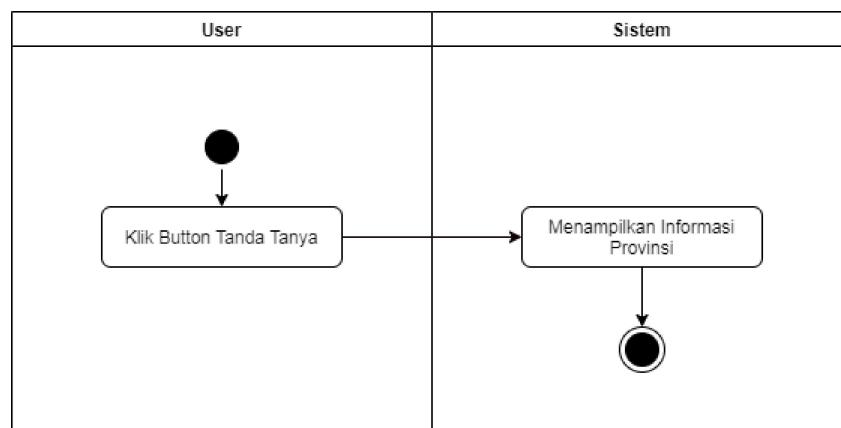 User
Sistem
Klik Button Tanda Tanya
Menampilkan Informasi
Provinsi